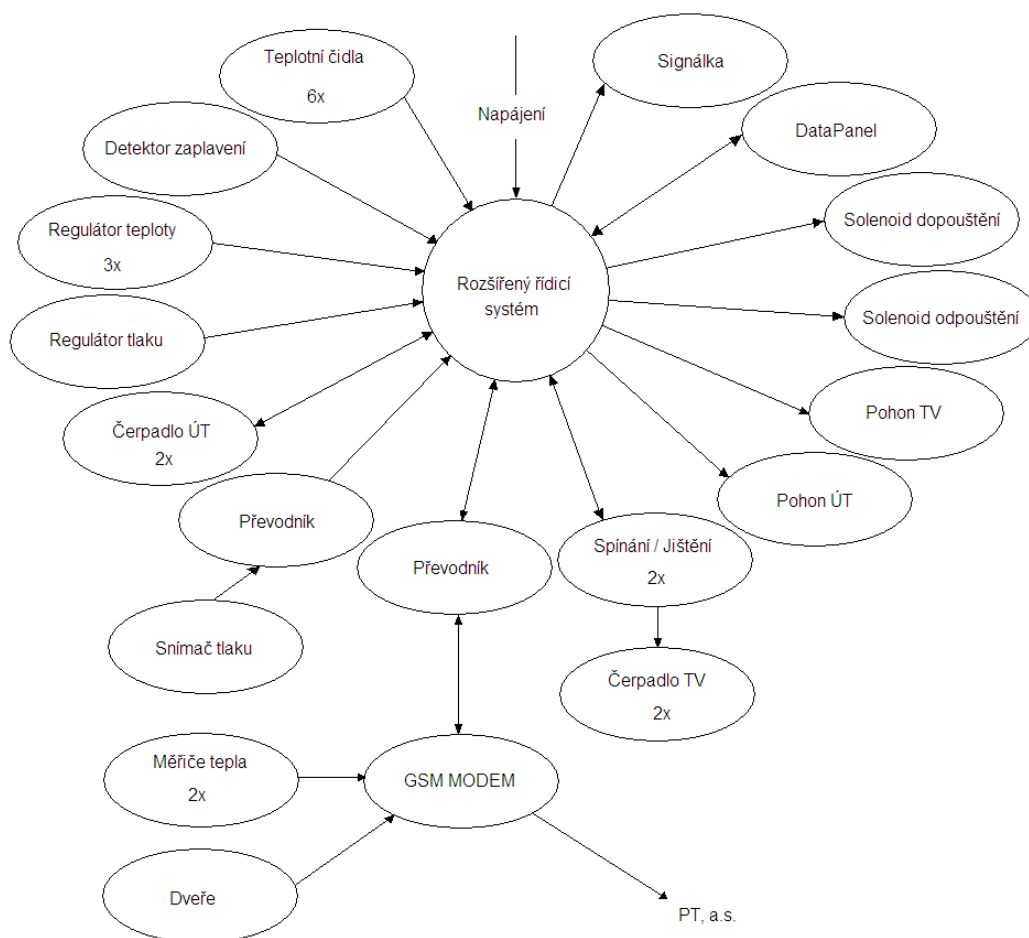 Teplotní čidla
6x
Napájení
Signálka
DataPanel
Detektor zaplavení
Regulátor teploty
3x
Solenoid dopouštění
Rozšířený řídicí
systém
Regulátor tlaku
Solenoid odpouštění
Čerpadlo ÚT
2x
Pohon TV
Pohon ÚT
Převodník
Převodník
Spínání / Jištění
2x
Snímač tlaku
Čerpadlo TV
2x
Měřiče tepla
2x
GSM MODEM
Dveře
PT, a.s.